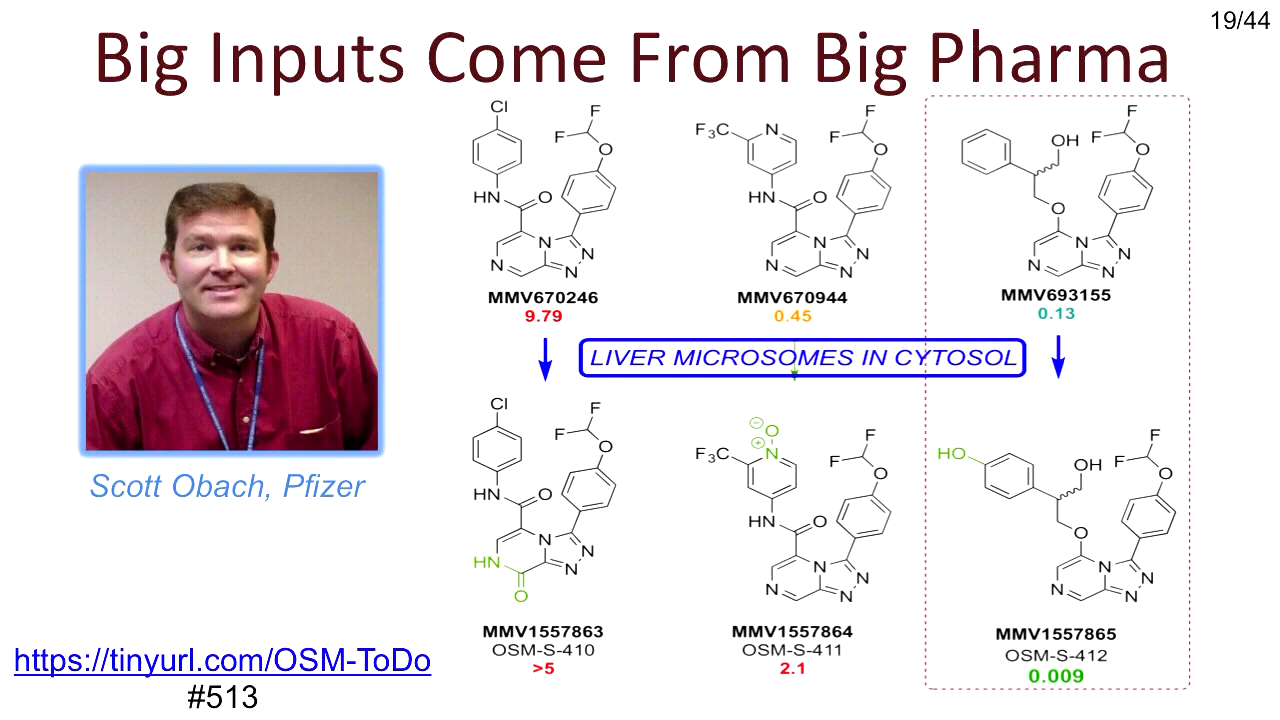 19/44
Big Inputs Come From Big Pharma
Cl
F
F
O
HN
O
N
N
N
N
MMV670246
9.79
F3C
N
F
F
O
HN
O
N
N
N
N
MMV670944
0.45
OH
F
F
O
O
N
N
N
N
MMV693155
0.13
LIVER MICROSOMES IN CYTOSOL
Cl
F
F
O
HN
O
N
N
N
HN
O
MMV1557863
OSM-S-410
>5
⊖
O
⊕
N
F3C
F
F
O
HN
O
N
N
N
N
MMV1557864
OSM-S-411
2.1
HO
OH
F
F
O
O
N
N
N
N
MMV1557865
OSM-S-412
0.009
Scott Obach, Pfizer
https://tinyurl.com/OSM-ToDo
#513